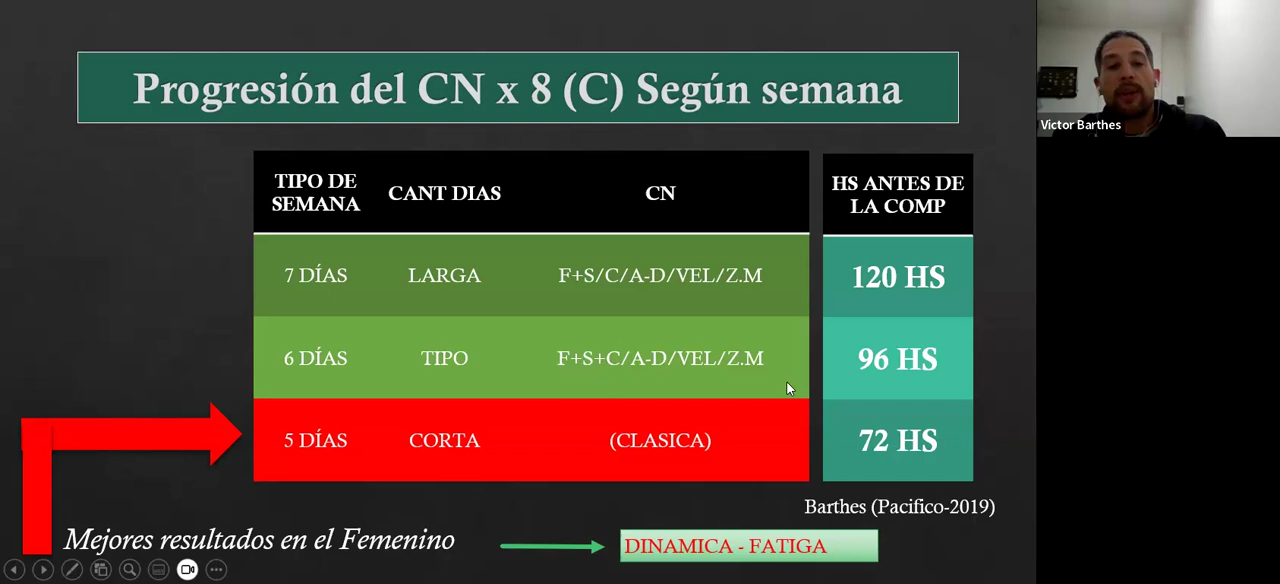 Progresión del CN x 8 (C) Según semana
Victor Barthes
TIPO DE SEMANA CANT DIAS CN HS ANTES DE LA COMP
7 DÍAS LARGA F+S/C/A-D/VEL/Z.M 120 HS
6 DÍAS TIPO F+S+C/A-D/VEL/Z.M 96 HS
5 DÍAS CORTA (CLASICA) 72 HS
Barthes (Pacifico-2019)
Mejores resultados en el Femenino DINAMICA - FATIGA